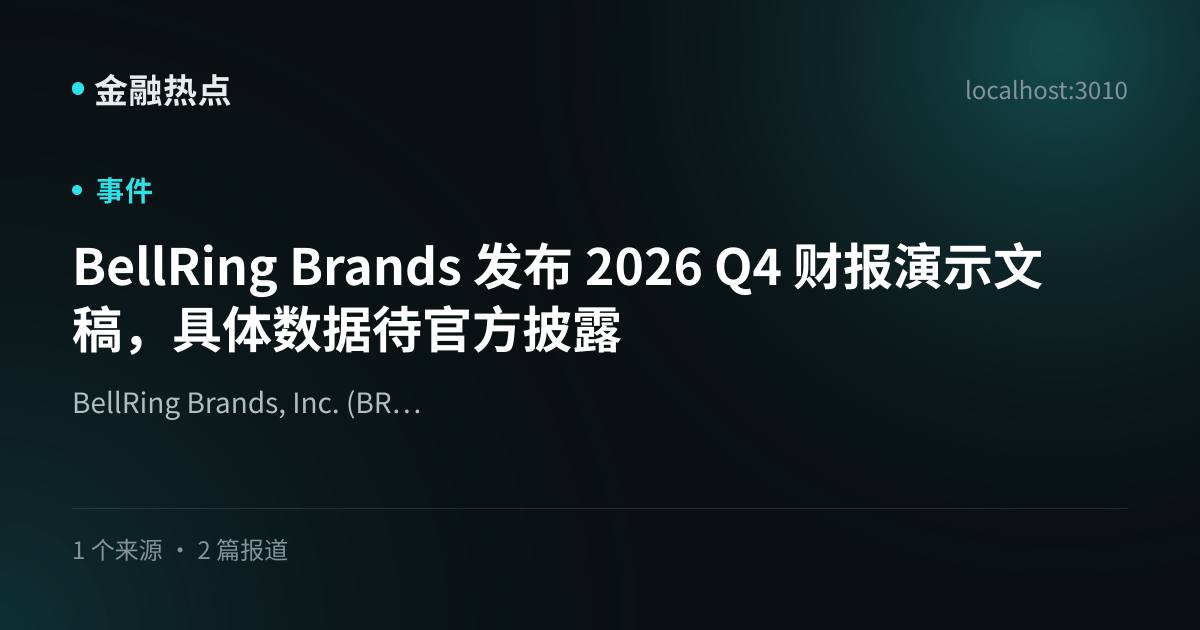 金融热点
localhost:3010
事件
BellRing Brands 发布 2026 Q4 财报演示文
稿，具体数据待官方披露
BellRing Brands, Inc. (BR…
1 个来源 · 2 篇报道